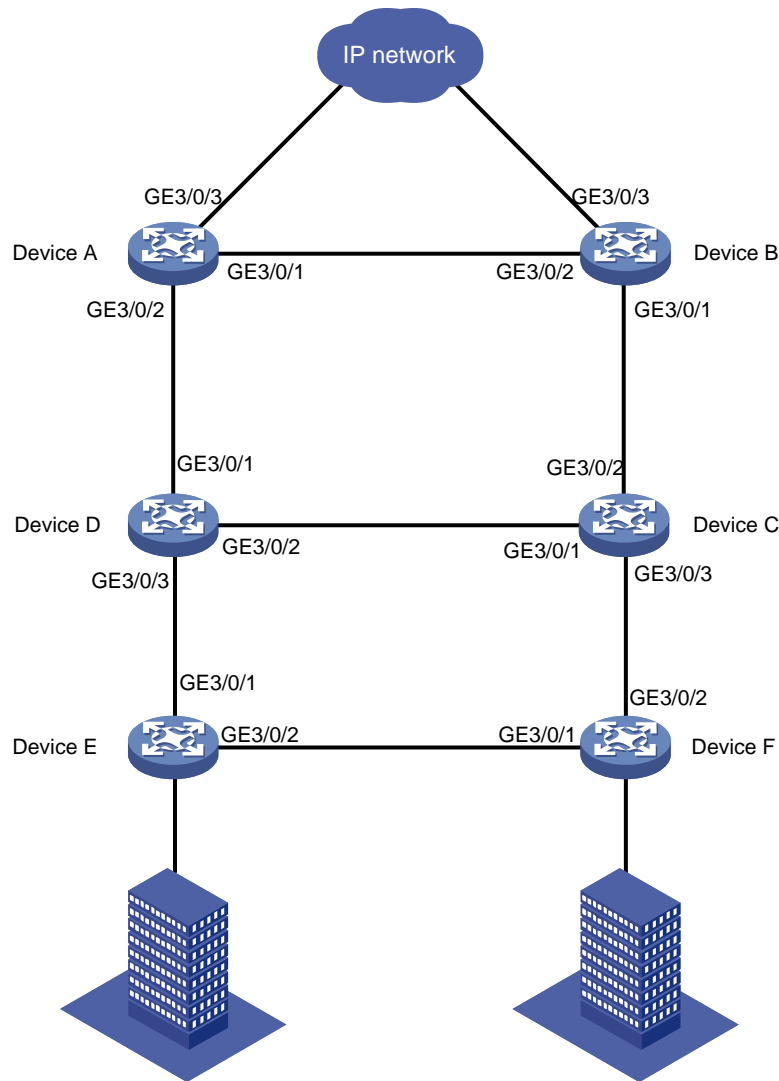 IP network
GE3/0/3
GE3/0/3
Device A
Device B
GE3/0/1
GE3/0/2
GE3/0/2
GE3/0/1
GE3/0/1
GE3/0/2
Device D
Device C
GE3/0/2
GE3/0/1
GE3/0/3
GE3/0/3
GE3/0/1
GE3/0/2
Device E
GE3/0/2
GE3/0/1
Device F